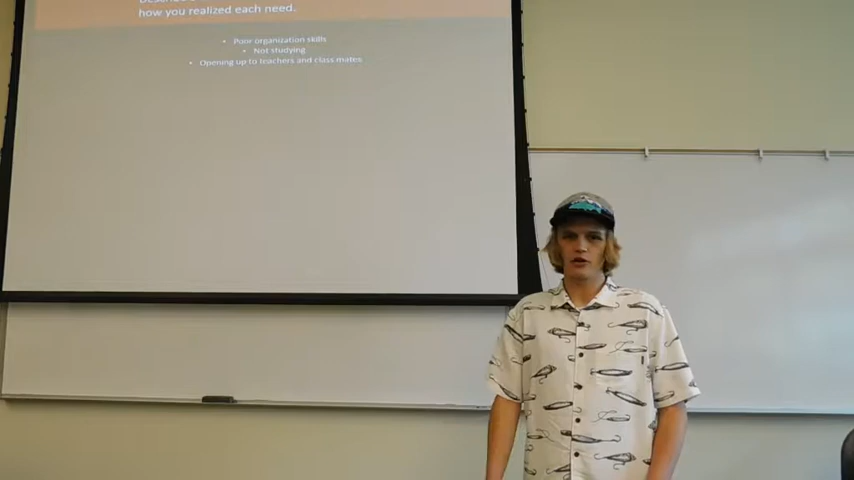 how you realized each need.
• Poor organization skills
• Not studying
• Opening up to teachers and class mates